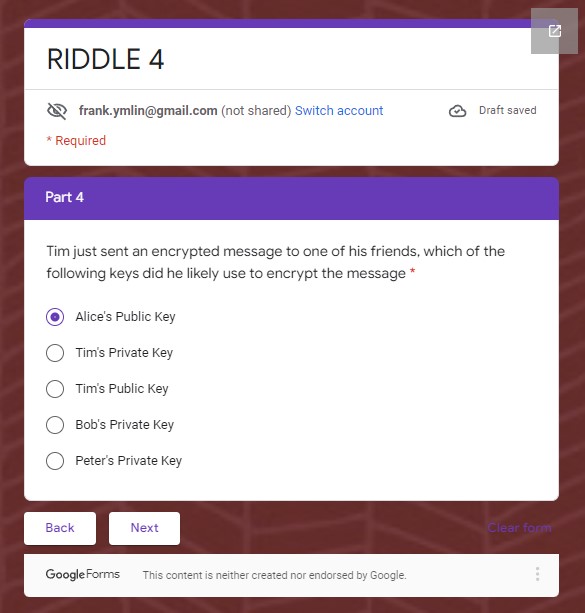 RIDDLE 4
frank.ymlin@gmail.com (not shared) Switch account
Draft saved
* Required
Part 4
Tim just sent an encrypted message to one of his friends, which of the
following keys did he likely use to encrypt the message *
Alice's Public Key
Tim's Private Key
Tim's Public Key
Bob's Private Key
Peter's Private Key
Back
Next
Clear form
Google Forms
This content is neither created nor endorsed by Google.